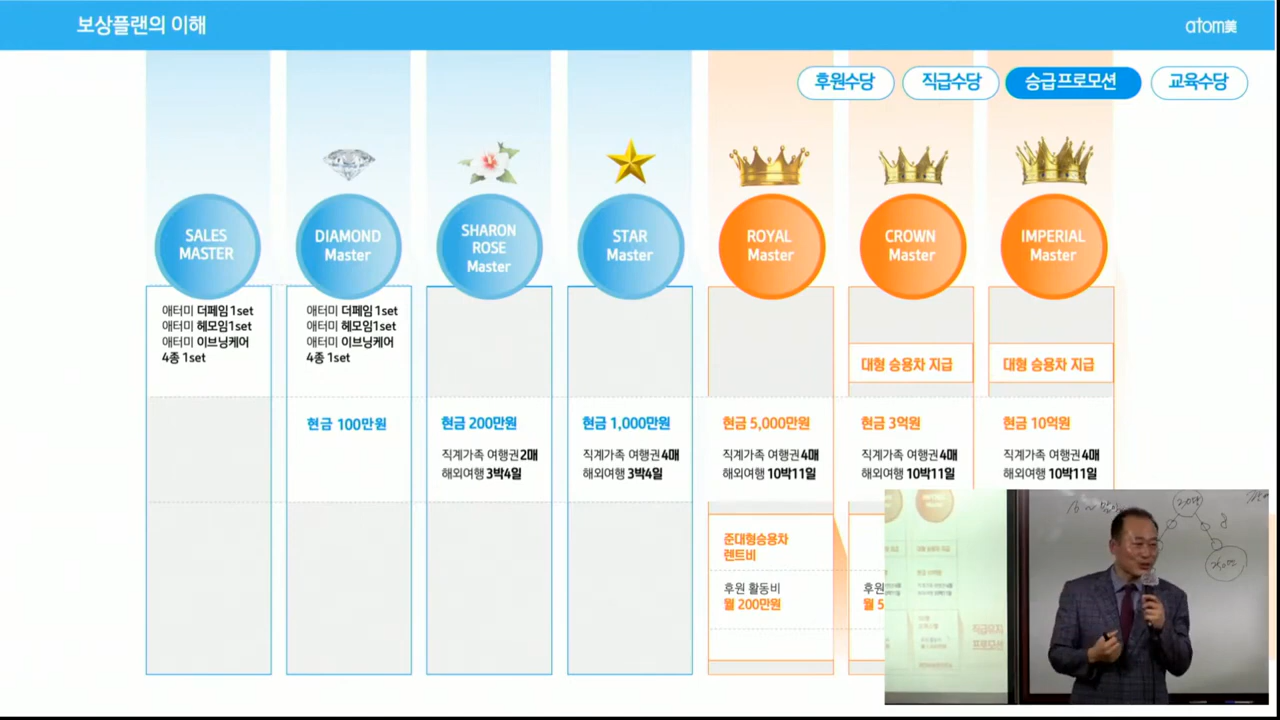 보상플랜의 이해
atom美
후원수당
직급수당
승급프로모션
교육수당
SALES
MASTER
DIAMOND
Master
SHARON
ROSE
Master
STAR
Master
ROYAL
Master
CROWN
Master
IMPERIAL
Master
애터미 더페임 1set
애터미 헤모임1set
애터미 이브닝케어
4종 1set
애터미 더페임 1set
애터미 헤모임1set
애터미 이브닝케어
4종 1set
대형 승용차 지급
대형 승용차 지급
현금 100만원
현금 200만원
직계가족 여행권2매
해외여행 3박4일
현금 1,000만원
직계가족 여행권4매
해외여행 3박4일
현금 5,000만원
직계가족 여행권4매
해외여행 10박11일
현금 3억원
직계가족 여행권4매
해외여행 10박11일
현금 10억원
직계가족 여행권4매
해외여행 10박11일
준대형승용차
렌트비
후원 활동비
월 200만원
후원
월 5
직급유지
프로모션